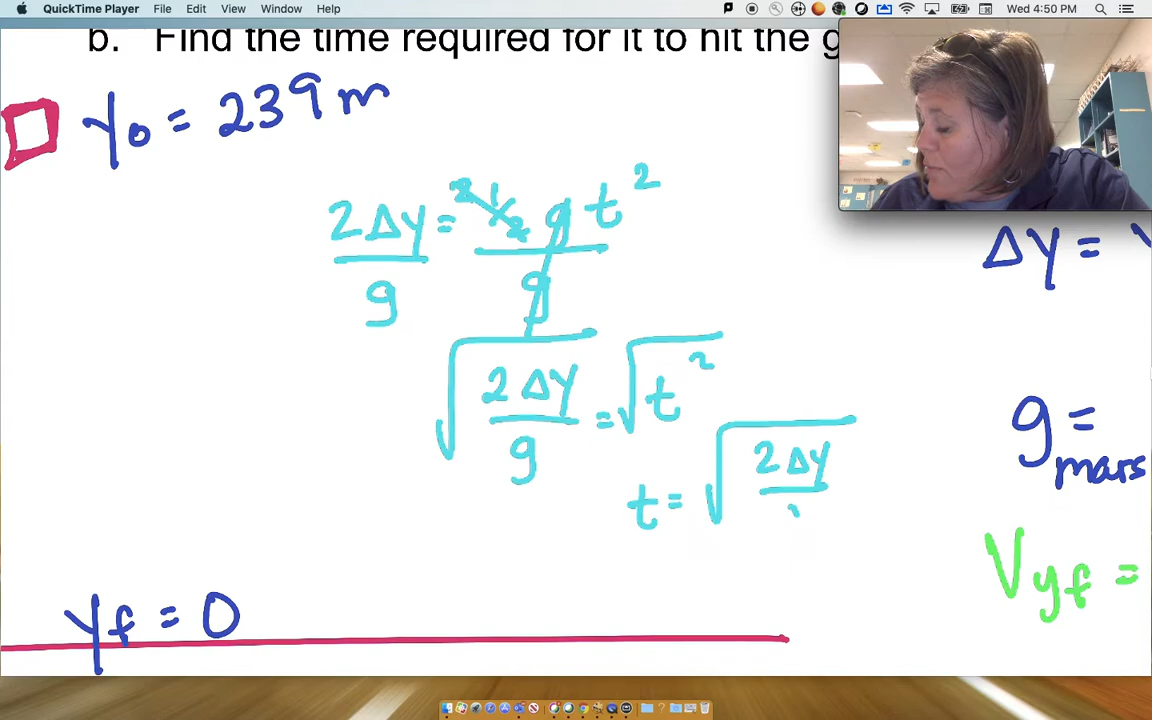 QuickTime Player File Edit View Window Help Wed 4:50 PM
b. Find the time required for it to hit the g
y₀ = 239 m
2Δy/g = 2 1/2 g t²/g
Δy =
√(2Δy/g) = √t²
g mars =
t = √(2Δy/
Vyf =
yf = 0